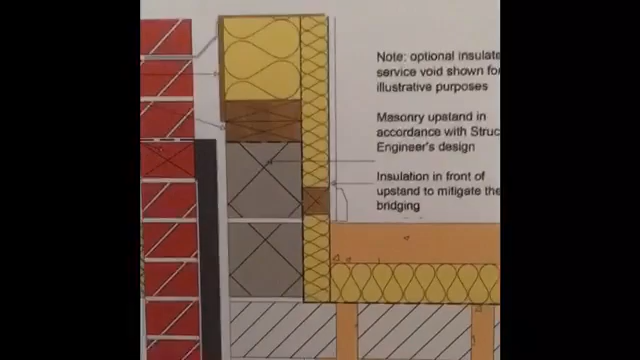 Note: optional insulate
service void shown for
illustrative purposes
Masonry upstand in
accordance with Struc
Engineer's design
Insulation in front of
upstand to mitigate the
bridging